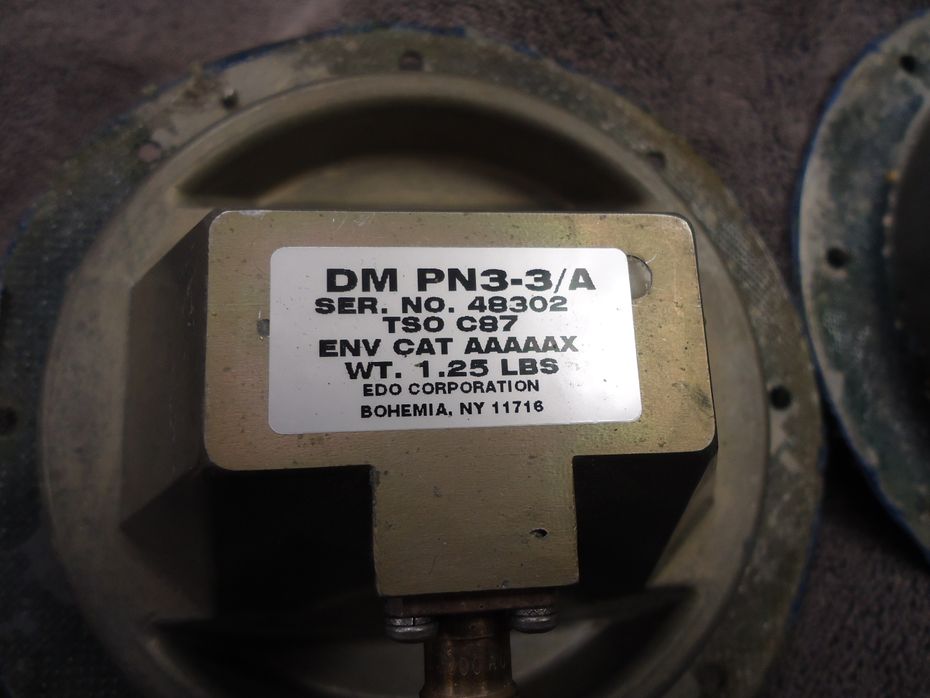 DM PN3-3/A
SER. NO. 48302
TSO C87
ENV CAT AAAAAX
WT. 1.25 LBS
EDO CORPORATION
BOHEMIA, NY 11716